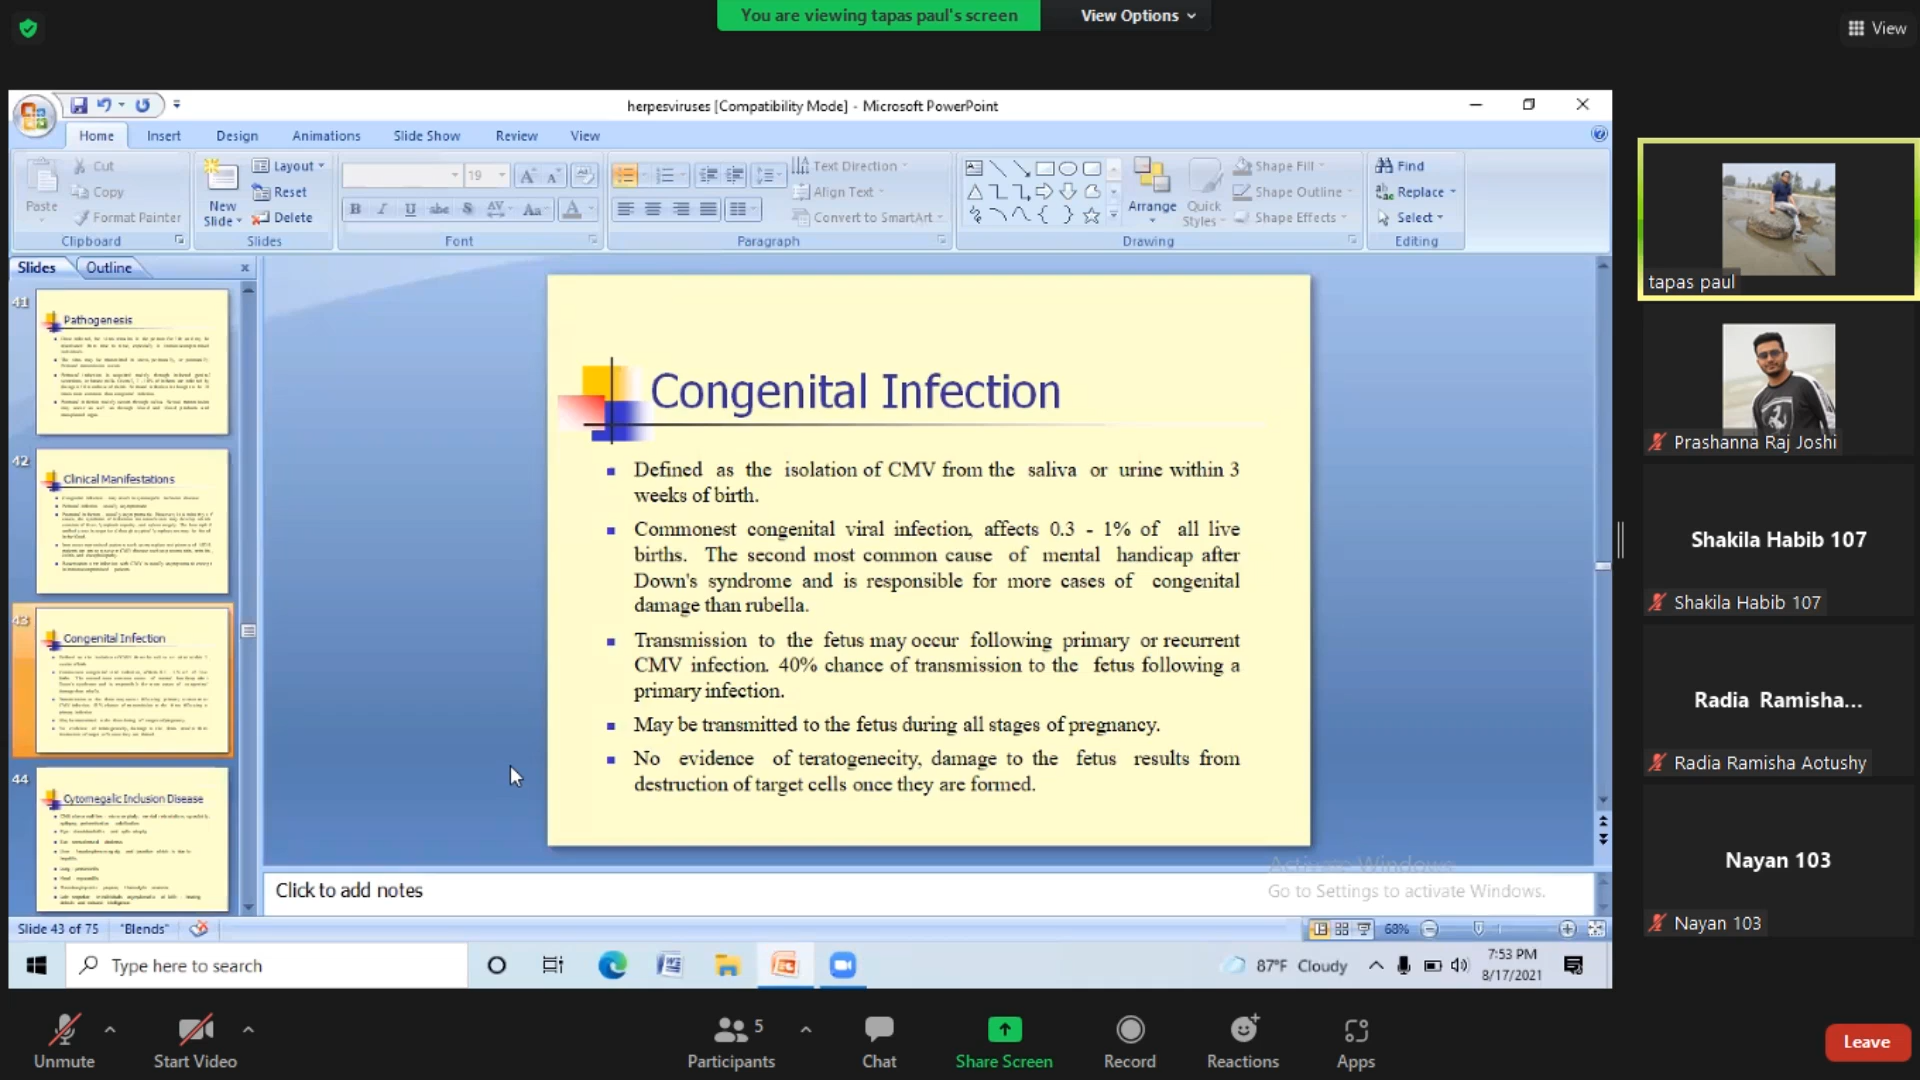 You are viewing tapas paul's screen
View Options
View
herpesviruses [Compatibility Mode] - Microsoft PowerPoint
Home Insert Design Animations Slide Show Review View
Paste
Cut
Copy
Format Painter
Clipboard
New
Slide
Layout
Reset
Delete
Slides
19
Font
Text Direction
Align Text
Convert to SmartArt
Paragraph
Arrange
Quick
Styles
Shape Fill
Shape Outline
Shape Effects
Drawing
Find
Replace
Select
Editing
Slides Outline
41
Pathogenesis
42
Clinical Manifestations
43
Congenital Infection
44
Cytomegalic Inclusion Disease
Congenital Infection
Defined as the isolation of CMV from the saliva or urine within 3
weeks of birth.
Commonest congenital viral infection, affects 0.3 - 1% of all live
births. The second most common cause of mental handicap after
Down's syndrome and is responsible for more cases of congenital
damage than rubella.
Transmission to the fetus may occur following primary or recurrent
CMV infection. 40% chance of transmission to the fetus following a
primary infection.
May be transmitted to the fetus during all stages of pregnancy.
No evidence of teratogenecity, damage to the fetus results from
destruction of target cells once they are formed.
Click to add notes
Activate Windows
Go to Settings to activate Windows.
Slide 43 of 75 "Blends"
68%
Type here to search
87°F Cloudy
7:53 PM
8/17/2021
tapas paul
Prashanna Raj Joshi
Shakila Habib 107
Shakila Habib 107
Radia Ramisha...
Radia Ramisha Aotushy
Nayan 103
Nayan 103
Unmute
Start Video
5
Participants
Chat
Share Screen
Record
Reactions
Apps
Leave